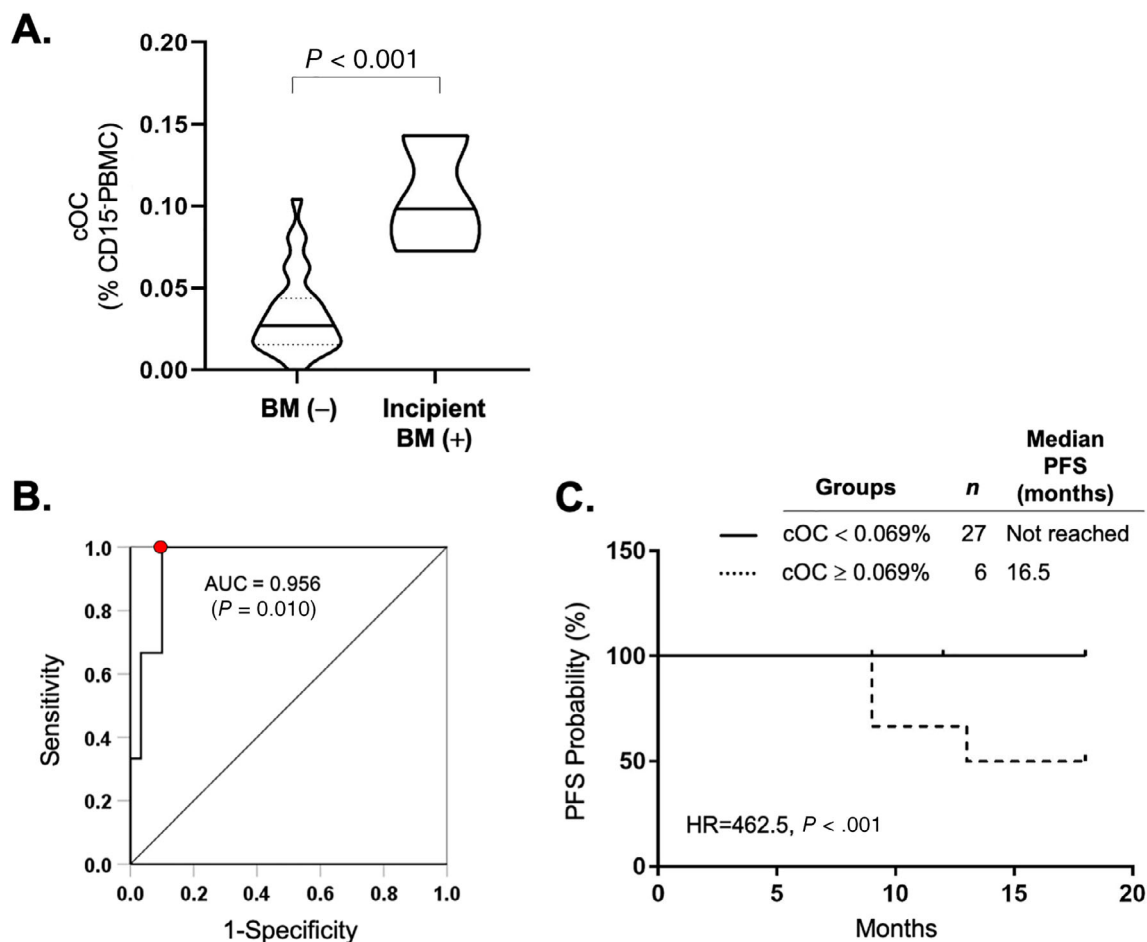 A.
0.20
0.15
0.10
0.05
0.00
cOC
(% CD15⁻PBMC)
P < 0.001
BM (–)
Incipient
BM (+)
B.
1.0
0.8
0.6
0.4
0.2
0.0
Sensitivity
AUC = 0.956
(P = 0.010)
0.0 0.2 0.4 0.6 0.8 1.0
1-Specificity
C.
Groups n Median
PFS
(months)
cOC < 0.069% 27 Not reached
cOC ≥ 0.069% 6 16.5
150
100
50
0
PFS Probability (%)
HR=462.5, P < .001
0 5 10 15 20
Months